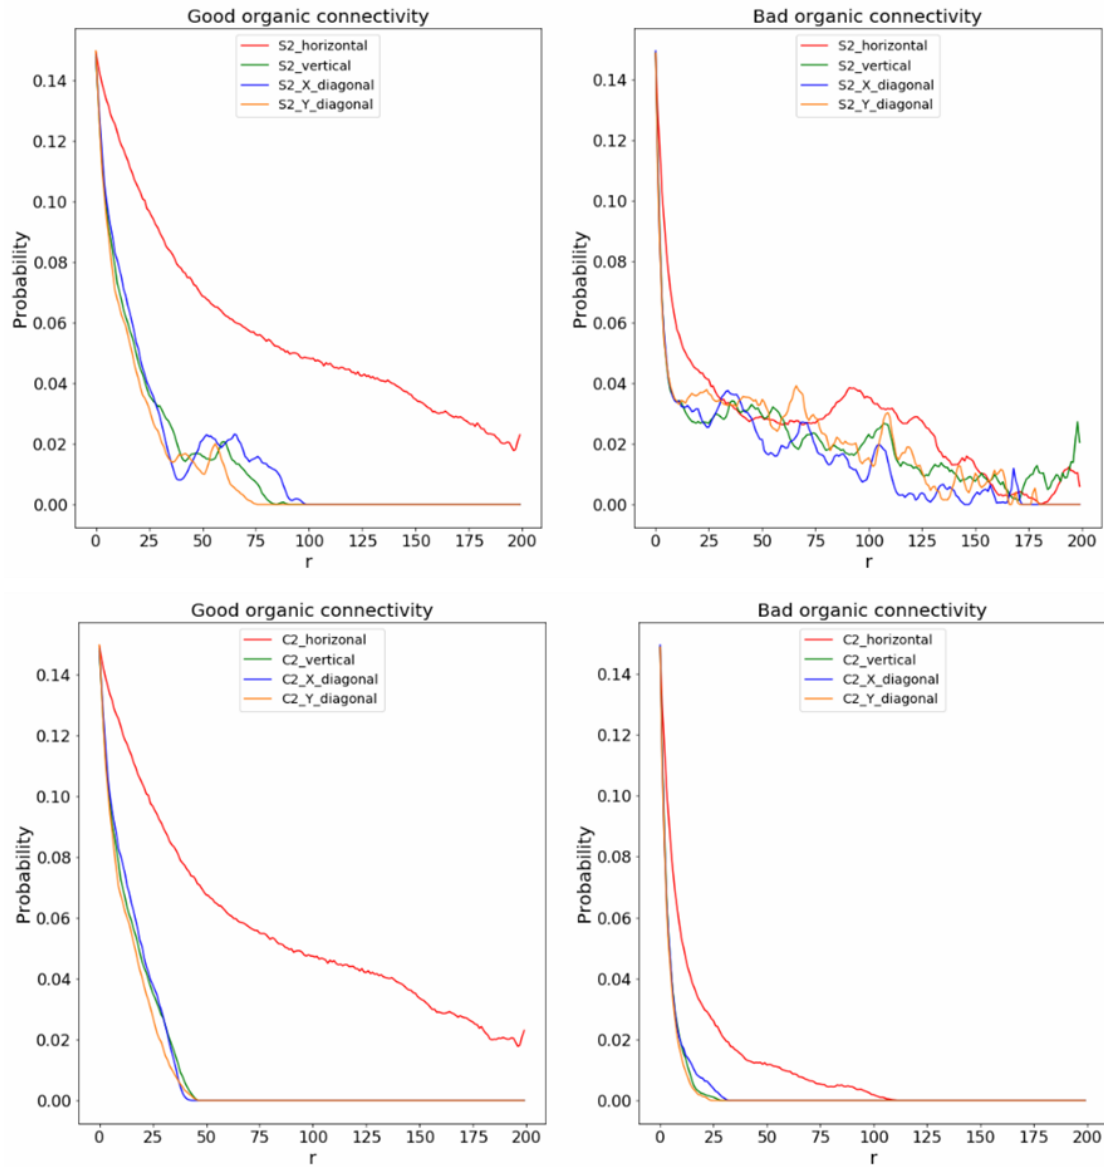 Good organic connectivity
S2_horizontal
S2_vertical
S2_X_diagonal
S2_Y_diagonal
0.14
0.12
0.10
0.08
0.06
0.04
0.02
0.00
Probability
0 25 50 75 100 125 150 175 200
r
Bad organic connectivity
S2_horizontal
S2_vertical
S2_X_diagonal
S2_Y_diagonal
0.14
0.12
0.10
0.08
0.06
0.04
0.02
0.00
Probability
0 25 50 75 100 125 150 175 200
r
Good organic connectivity
C2_horizonal
C2_vertical
C2_X_diagonal
C2_Y_diagonal
0.14
0.12
0.10
0.08
0.06
0.04
0.02
0.00
Probability
0 25 50 75 100 125 150 175 200
r
Bad organic connectivity
C2_horizontal
C2_vertical
C2_X_diagonal
C2_Y_diagonal
0.14
0.12
0.10
0.08
0.06
0.04
0.02
0.00
Probability
0 25 50 75 100 125 150 175 200
r